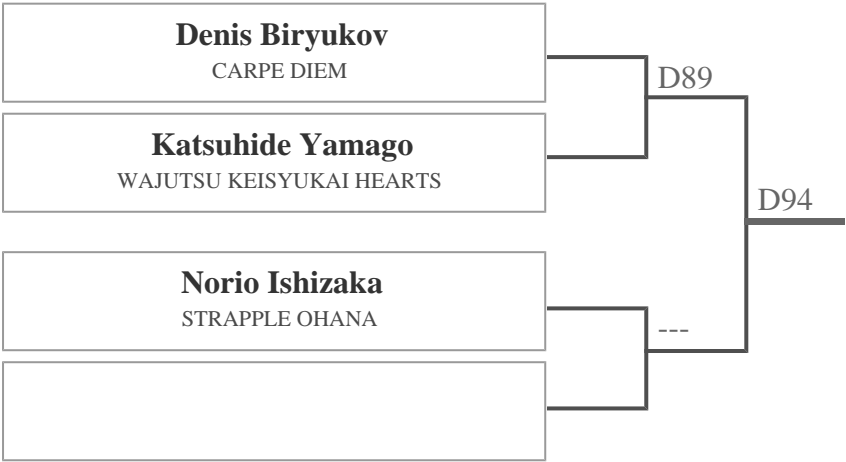 Denis Biryukov
CARPE DIEM
D89
Katsuhide Yamago
WAJUTSU KEISYUKAI HEARTS
D94
Norio Ishizaka
STRAPPLE OHANA
---